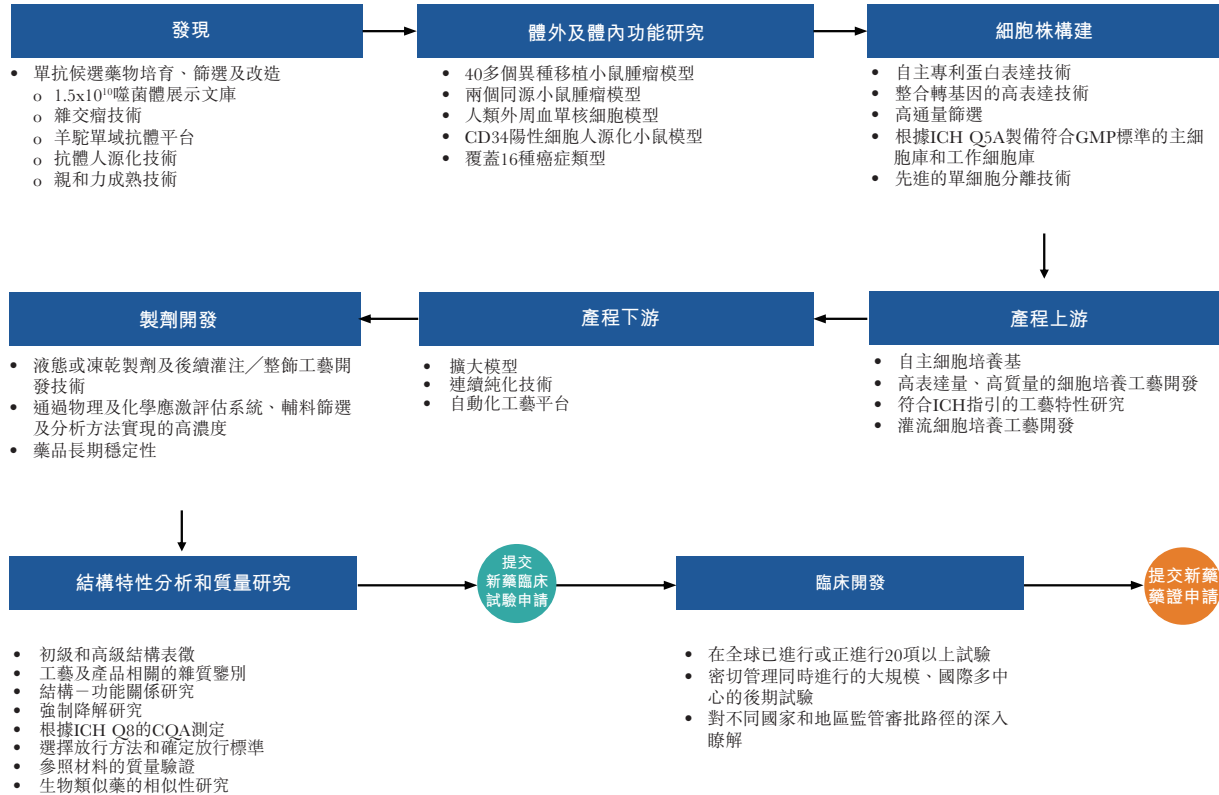 發現
• 單抗候選藥物培育、篩選及改造
o 1.5x10¹⁰噬菌體展示文庫
o 雜交瘤技術
o 羊駝單域抗體平台
o 抗體人源化技術
o 親和力成熟技術
體外及體內功能研究
• 40多個異種移植小鼠腫瘤模型
• 兩個同源小鼠腫瘤模型
• 人類外周血單核細胞模型
• CD34陽性細胞人源化小鼠模型
• 覆蓋16種癌症類型
細胞株構建
• 自主專利蛋白表達技術
• 整合轉基因的高表達技術
• 高通量篩選
• 根據ICH Q5A製備符合GMP標準的主細
胞庫和工作細胞庫
• 先進的單細胞分離技術
產程上游
• 自主細胞培養基
• 高表達量、高質量的細胞培養工藝開發
• 符合ICH指引的工藝特性研究
• 灌流細胞培養工藝開發
產程下游
• 擴大模型
• 連續純化技術
• 自動化工藝平台
製劑開發
• 液態或凍乾製劑及後續灌注／整飾工藝開
發技術
• 通過物理及化學應激評估系統、輔料篩選
及分析方法實現的高濃度
• 藥品長期穩定性
結構特性分析和質量研究
• 初級和高級結構表徵
• 工藝及產品相關的雜質鑒別
• 結構－功能關係研究
• 強制降解研究
• 根據ICH Q8的CQA測定
• 選擇放行方法和確定放行標準
• 參照材料的質量驗證
• 生物類似藥的相似性研究
提交
新藥臨床
試驗申請
臨床開發
• 在全球已進行或正進行20項以上試驗
• 密切管理同時進行的大規模、國際多中
心的後期試驗
• 對不同國家和地區監管審批路徑的深入
瞭解
提交新藥
藥證申請